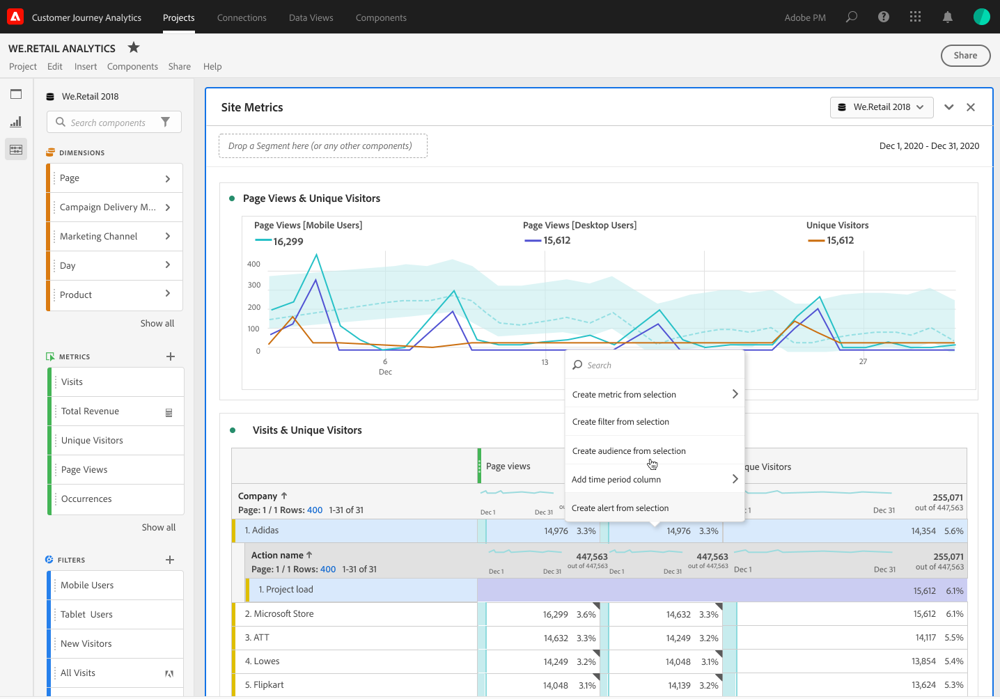 Customer Journey Analytics
Projects
Connections
Data Views
Components
Adobe PM
WE.RETAIL ANALYTICS
Share
Project
Edit
Insert
Components
Share
Help
We.Retail 2018
Search components
DIMENSIONS
Page
Campaign Delivery M...
Marketing Channel
Day
Product
Show all
METRICS
Visits
Total Revenue
Unique Visitors
Page Views
Occurrences
Show all
FILTERS
Mobile Users
Tablet Users
New Visitors
All Visits
Site Metrics
We.Retail 2018
Drop a Segment here (or any other components)
Dec 1, 2020 - Dec 31, 2020
Page Views & Unique Visitors
Page Views [Mobile Users]
16,299
Page Views [Desktop Users]
15,612
Unique Visitors
15,612
400
300
200
100
0
6
Dec
13
27
Search
Create metric from selection
Create filter from selection
Create audience from selection
Add time period column
Create alert from selection
Visits & Unique Visitors
Page views
que Visitors
Company ↑
Page: 1 / 1 Rows: 400 1-31 of 31
Dec 1
Dec 31
Dec 31
255,071
out of 447,563
1. Adidas 14,976 3.3% 14,976 3.3% 14,354 5.6%
Action name ↑
Page: 1 / 1 Rows: 400 1-31 of 31
Dec 1
Dec 31
447,563
out of 447,563
Dec 1
Dec 31
447,563
out of 447,563
Dec 1
Dec 31
255,071
out of 447,563
1. Project load 15,612 6.1%
2. Microsoft Store 16,299 3.6% 14,632 3.3% 15,612 6.1%
3. ATT 14,632 3.3% 14,249 3.2% 14,117 5.5%
4. Lowes 14,249 3.2% 14,048 3.1% 13,854 5.4%
5. Flipkart 14,048 3.1% 14,139 3.2% 13,624 5.3%